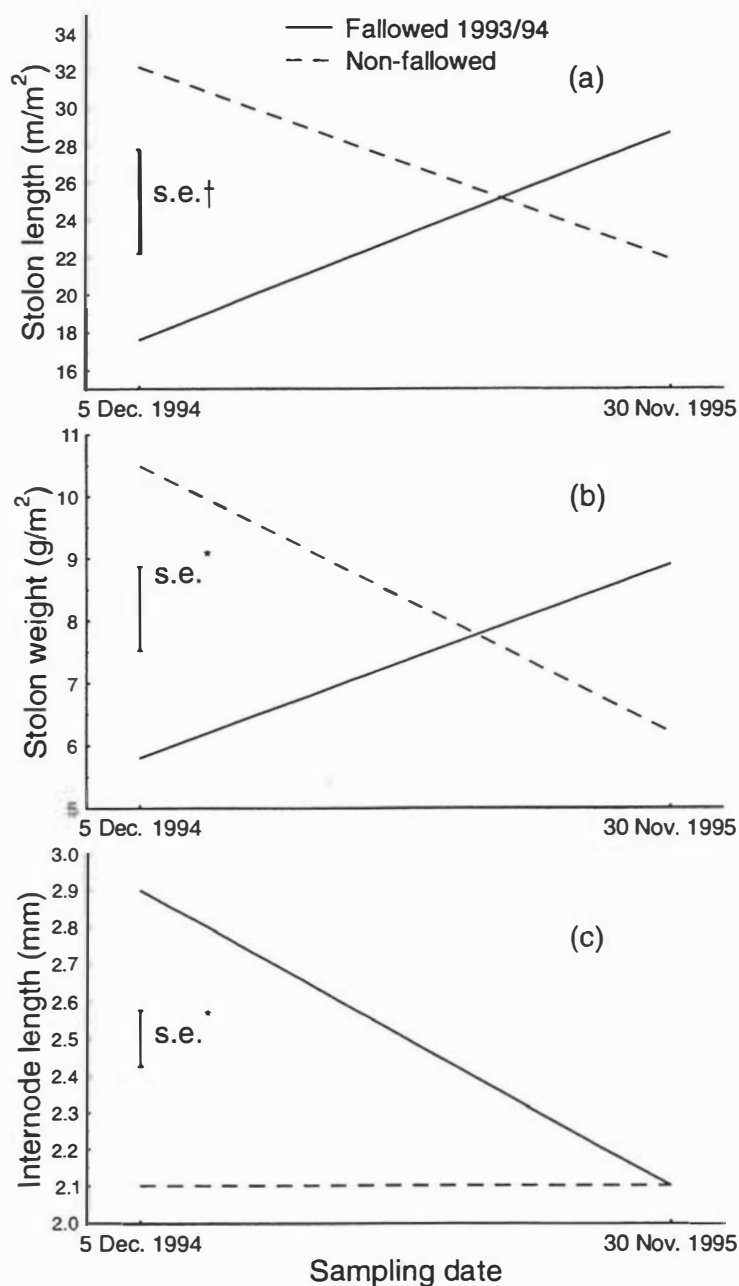 Fallowed 1993/94
Non-fallowed
(a)
Stolon length (m/m²)
34
32
30
28
26
24
22
20
18
16
s.e.†
5 Dec. 1994
30 Nov. 1995
(b)
Stolon weight (g/m²)
11
10
9
8
7
6
5
s.e.*
5 Dec. 1994
30 Nov. 1995
(c)
Internode length (mm)
3.0
2.9
2.8
2.7
2.6
2.5
2.4
2.3
2.2
2.1
2.0
s.e.*
5 Dec. 1994
30 Nov. 1995
Sampling date